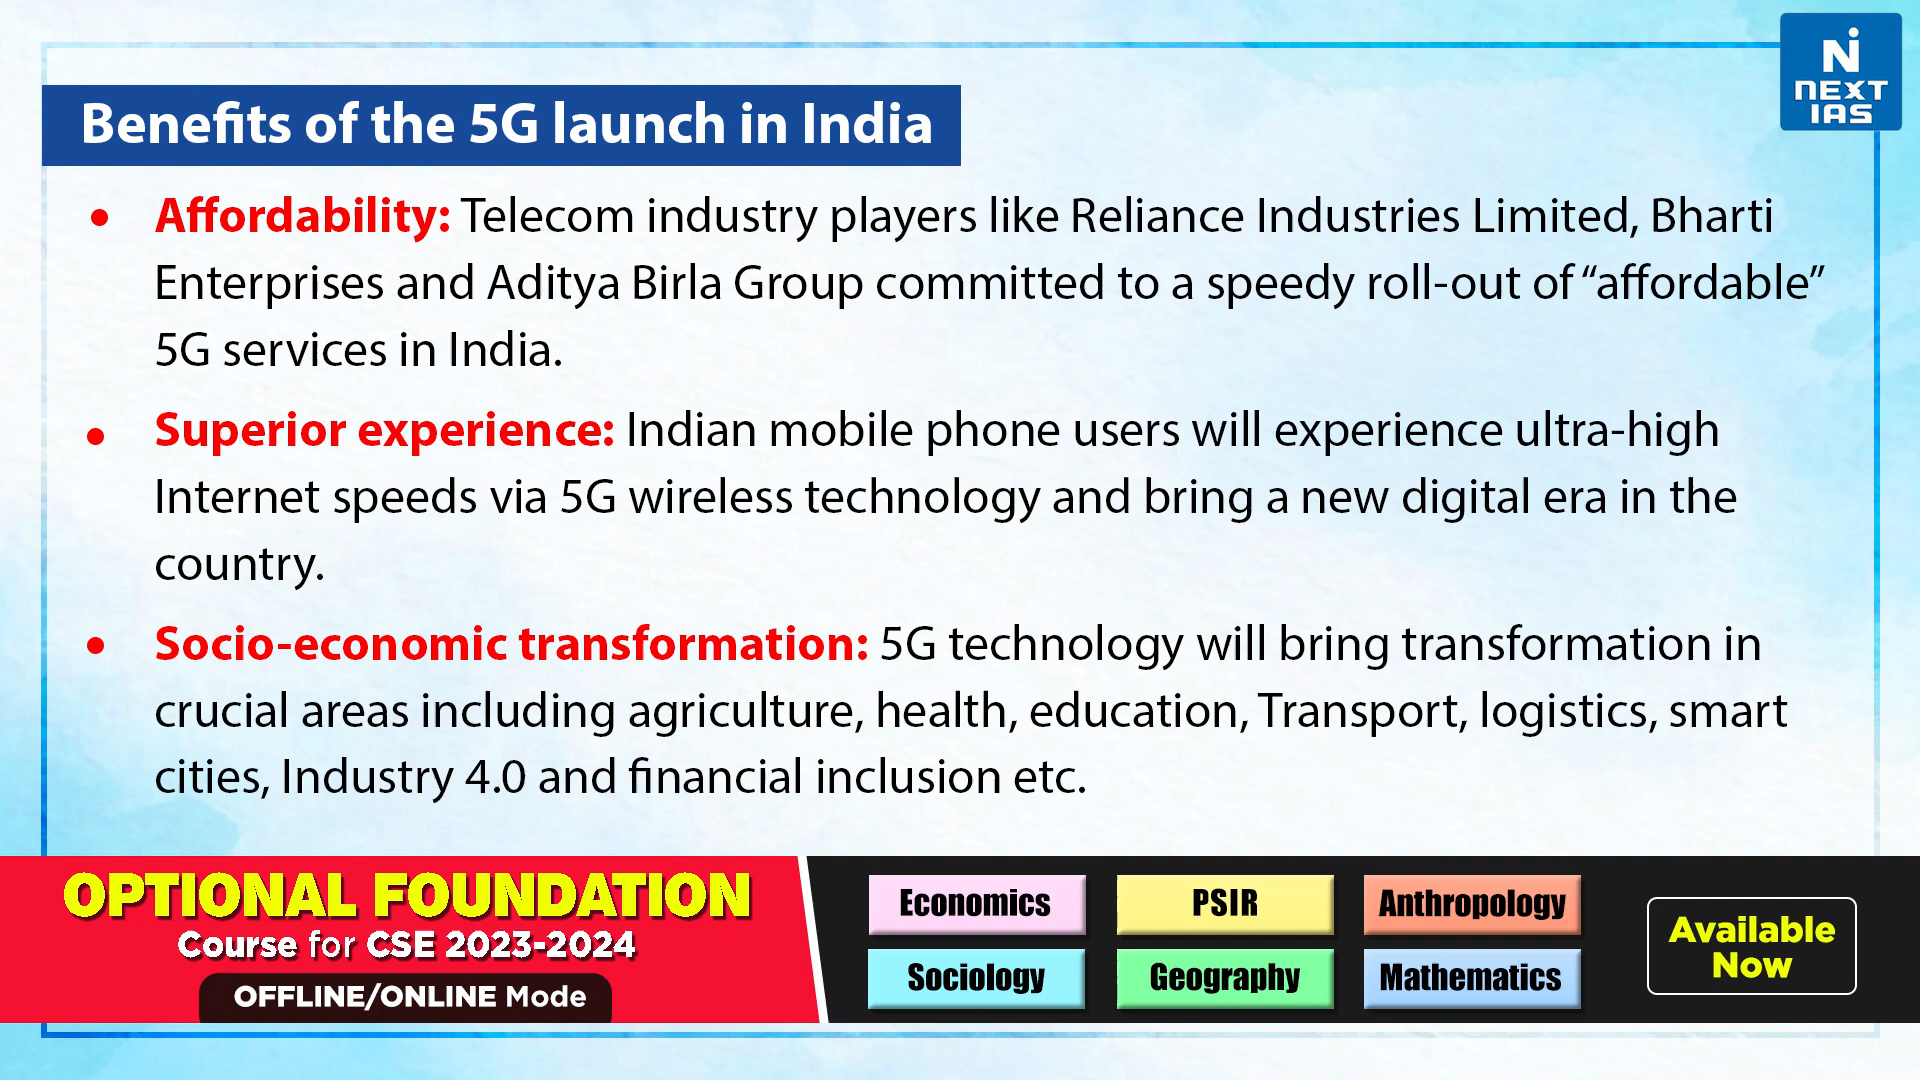 NEXT
IAS
Benefits of the 5G launch in India
• Affordability: Telecom industry players like Reliance Industries Limited, Bharti
Enterprises and Aditya Birla Group committed to a speedy roll-out of “affordable”
5G services in India.
• Superior experience: Indian mobile phone users will experience ultra-high
Internet speeds via 5G wireless technology and bring a new digital era in the
country.
• Socio-economic transformation: 5G technology will bring transformation in
crucial areas including agriculture, health, education, Transport, logistics, smart
cities, Industry 4.0 and financial inclusion etc.
OPTIONAL FOUNDATION
Course for CSE 2023-2024
OFFLINE/ONLINE Mode
Economics PSIR Anthropology
Sociology Geography Mathematics
Available
Now